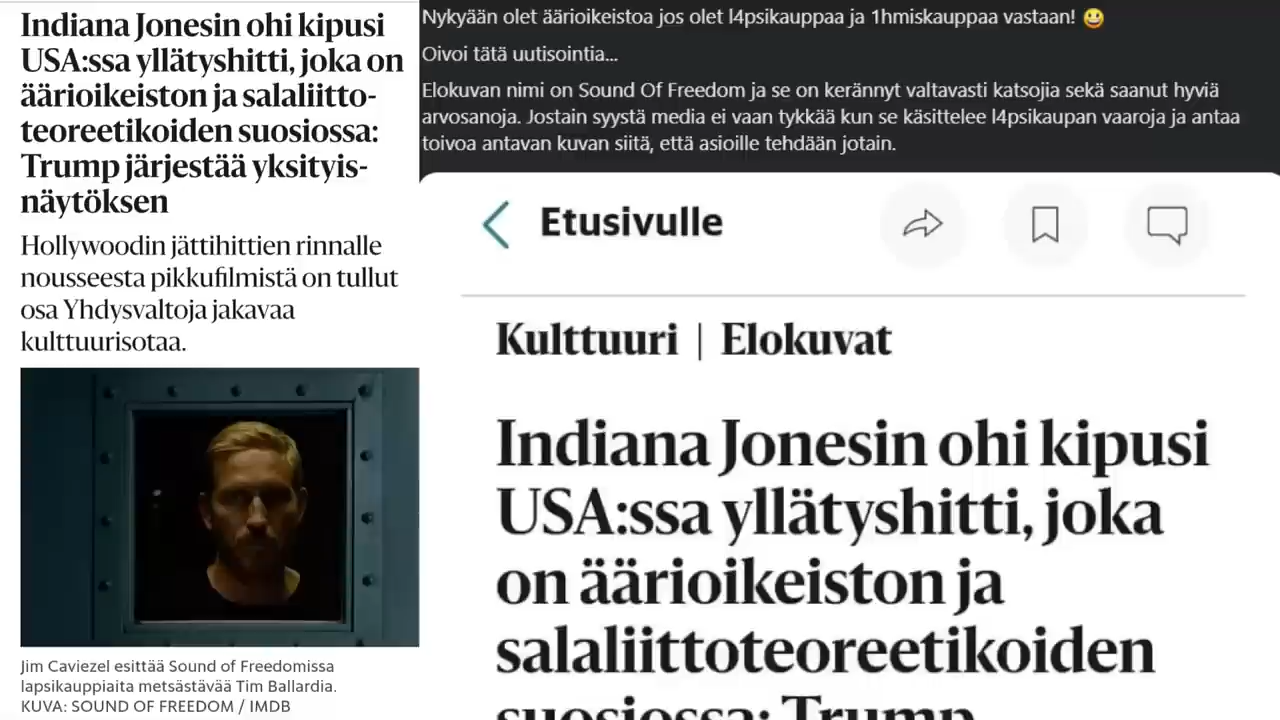 Indiana Jonesin ohi kipusi
USA:ssa yllätyshitti, joka on
äärioikeiston ja salaliitto-
teoreetikoiden suosiossa:
Trump järjestää yksityis-
näytöksen
Hollywoodin jättihittien rinnalle
nousseesta pikkufilmistä on tullut
osa Yhdysvaltoja jakavaa
kulttuurisotaa.
Jim Caviezel esittää Sound of Freedomissa
lapsikauppiaita metsästävää Tim Ballardia.
KUVA: SOUND OF FREEDOM / IMDB
Nykyään olet äärioikeistoa jos olet l4psikauppaa ja 1hmiskauppaa vastaan! 😃
Oivoi tätä uutisointia...
Elokuvan nimi on Sound Of Freedom ja se on kerännyt valtavasti katsojia sekä saanut hyviä
arvosanoja. Jostain syystä media ei vaan tykkää kun se käsittelee l4psikaupan vaaroja ja antaa
toivoa antavan kuvan siitä, että asioille tehdään jotain.
Etusivulle
Kulttuuri | Elokuvat
Indiana Jonesin ohi kipusi
USA:ssa yllätyshitti, joka
on äärioikeiston ja
salaliittoteoreetikoiden
suosiossa: Trump